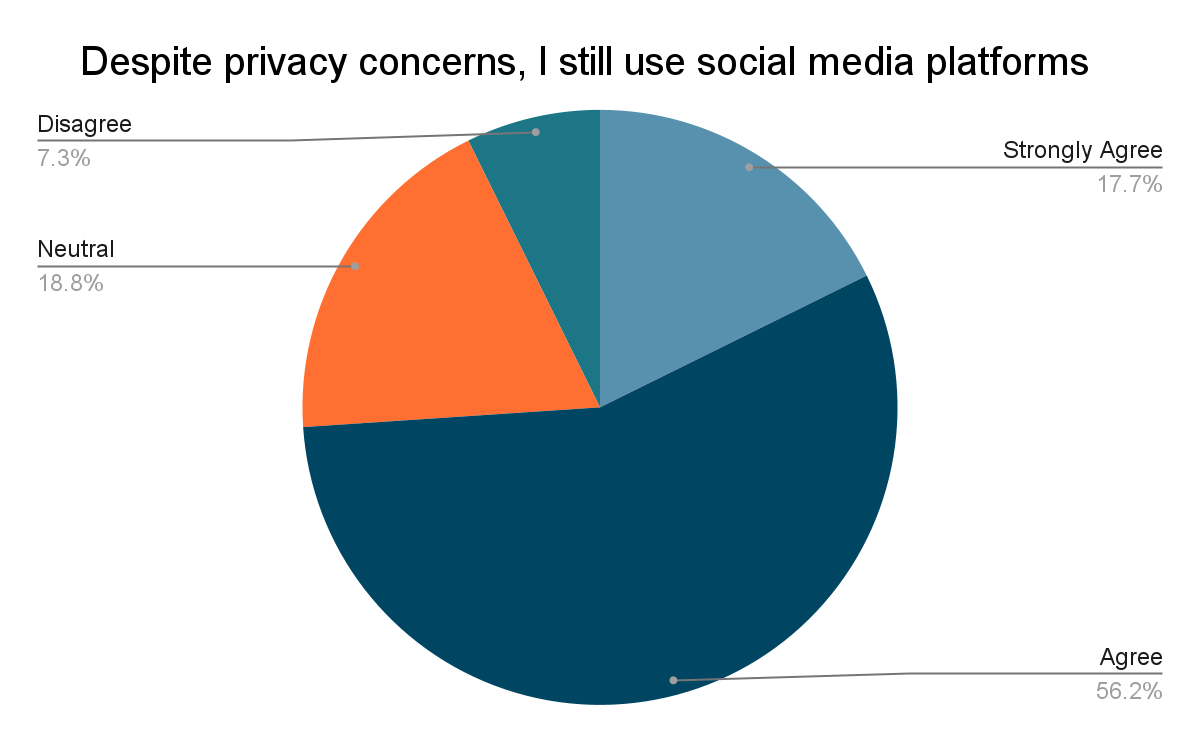 Despite privacy concerns, I still use social media platforms
Disagree
7.3%
Strongly Agree
17.7%
Neutral
18.8%
Agree
56.2%